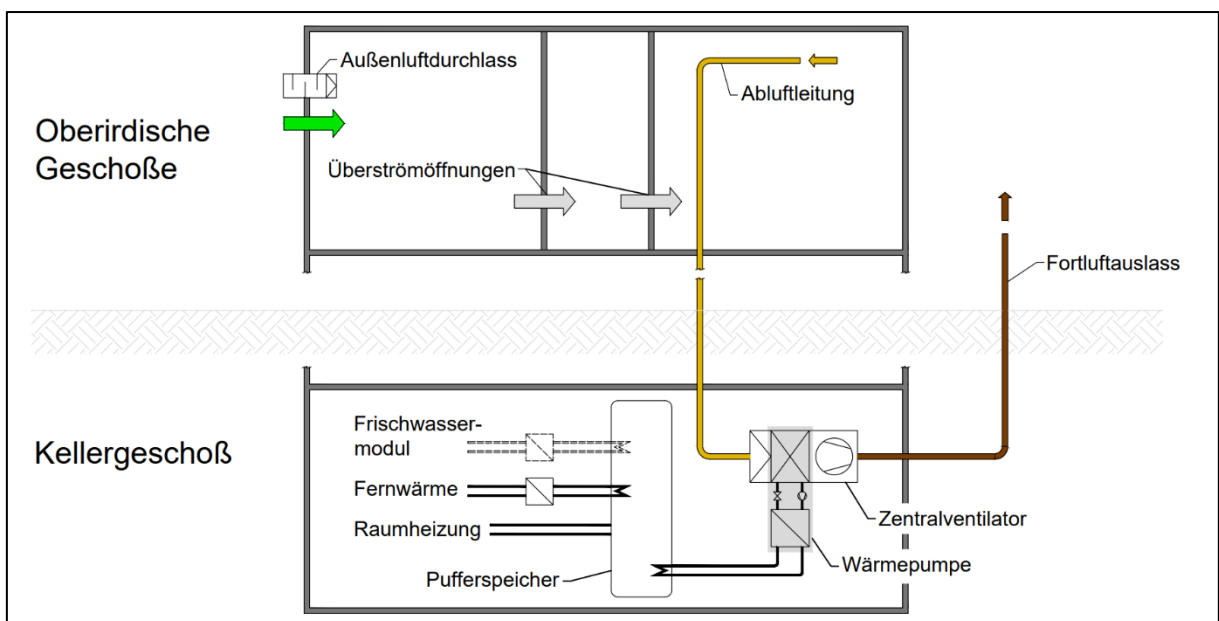 Außenluftdurchlass
Abluftleitung
Oberirdische
Geschoße
Überströmöffnungen
Fortluftauslass
Kellergeschoß
Frischwasser-
modul
Fernwärme
Raumheizung
Pufferspeicher
Zentralventilator
Wärmepumpe